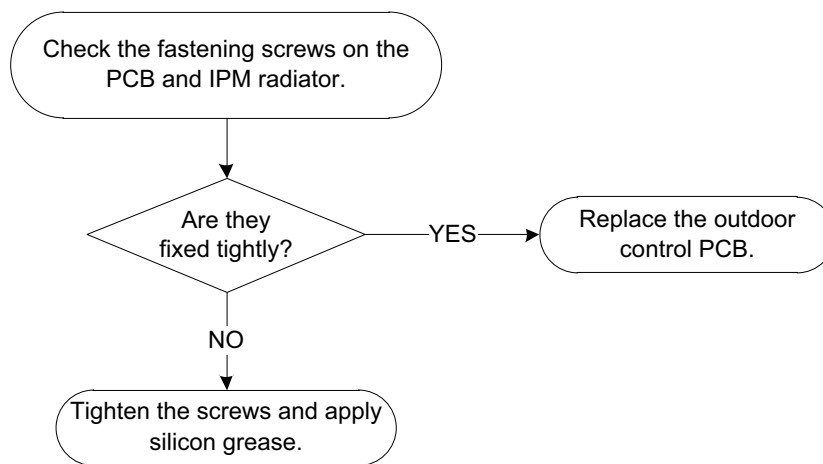 Check the fastening screws on the
PCB and IPM radiator.
Are they
fixed tightly?
YES
Replace the outdoor
control PCB.
NO
Tighten the screws and apply
silicon grease.